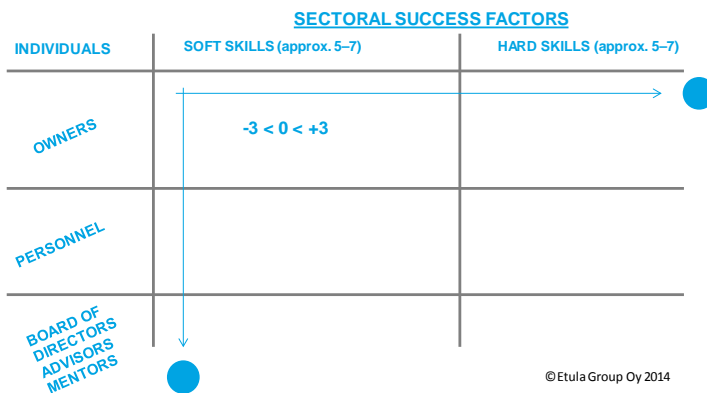 SECTORAL SUCCESS FACTORS
INDIVIDUALS
SOFT SKILLS (approx. 5–7)
HARD SKILLS (approx. 5–7)
OWNERS
-3 < 0 < +3
PERSONNEL
BOARD OF
DIRECTORS
ADVISORS
MENTORS
©Etula Group Oy 2014